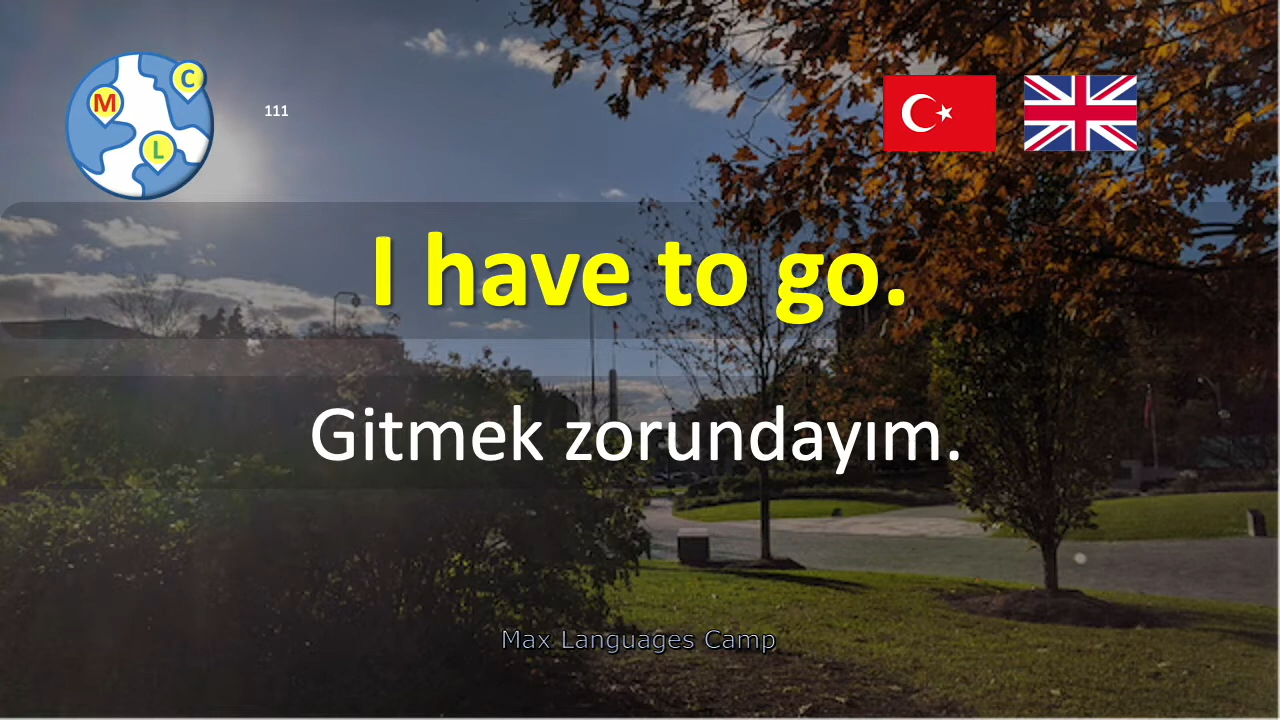 M
C
L
111
I have to go.
Gitmek zorundayım.
Max Languages Camp